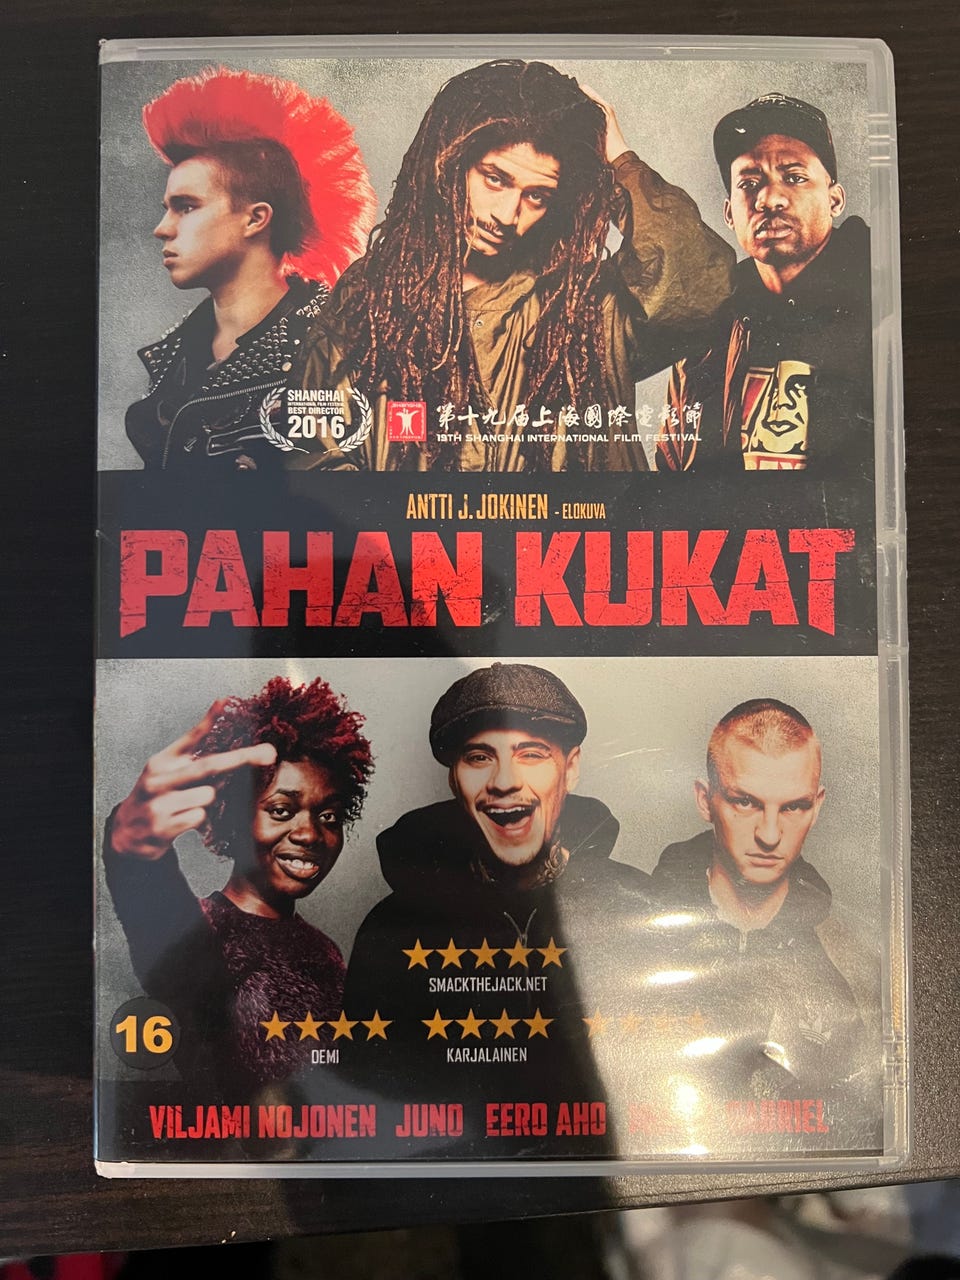 SHANGHAI
INTERNATIONAL FILM FESTIVAL
BEST DIRECTOR
2016
第十九届上海國際電影節
19TH SHANGHAI INTERNATIONAL FILM FESTIVAL
ANTTI J. JOKINEN - ELOKUVA
PAHAN KUKAT
SMACKTHEJACK.NET
16
DEMI KARJALAINEN
VILJAMI NOJONEN JUNO EERO AHO GABRIEL